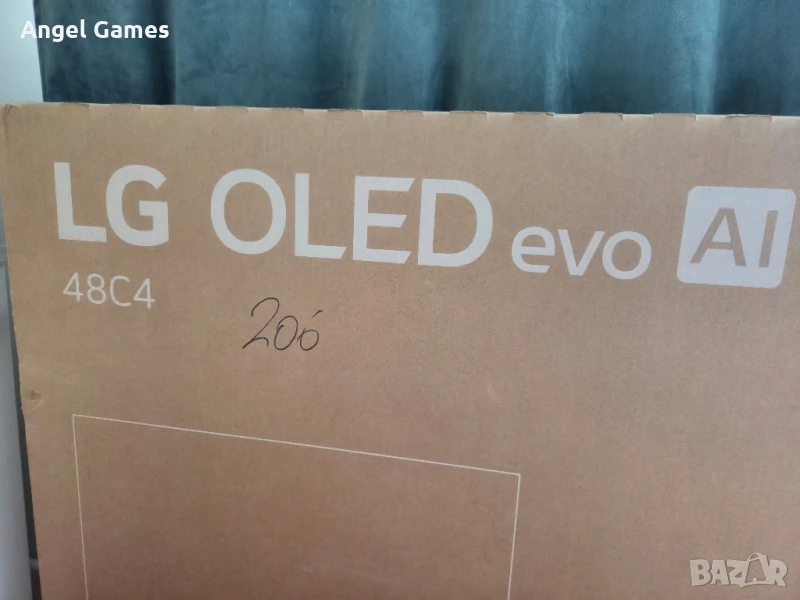 Angel Games
LG OLED evo AI
48C4
206
BAZAR